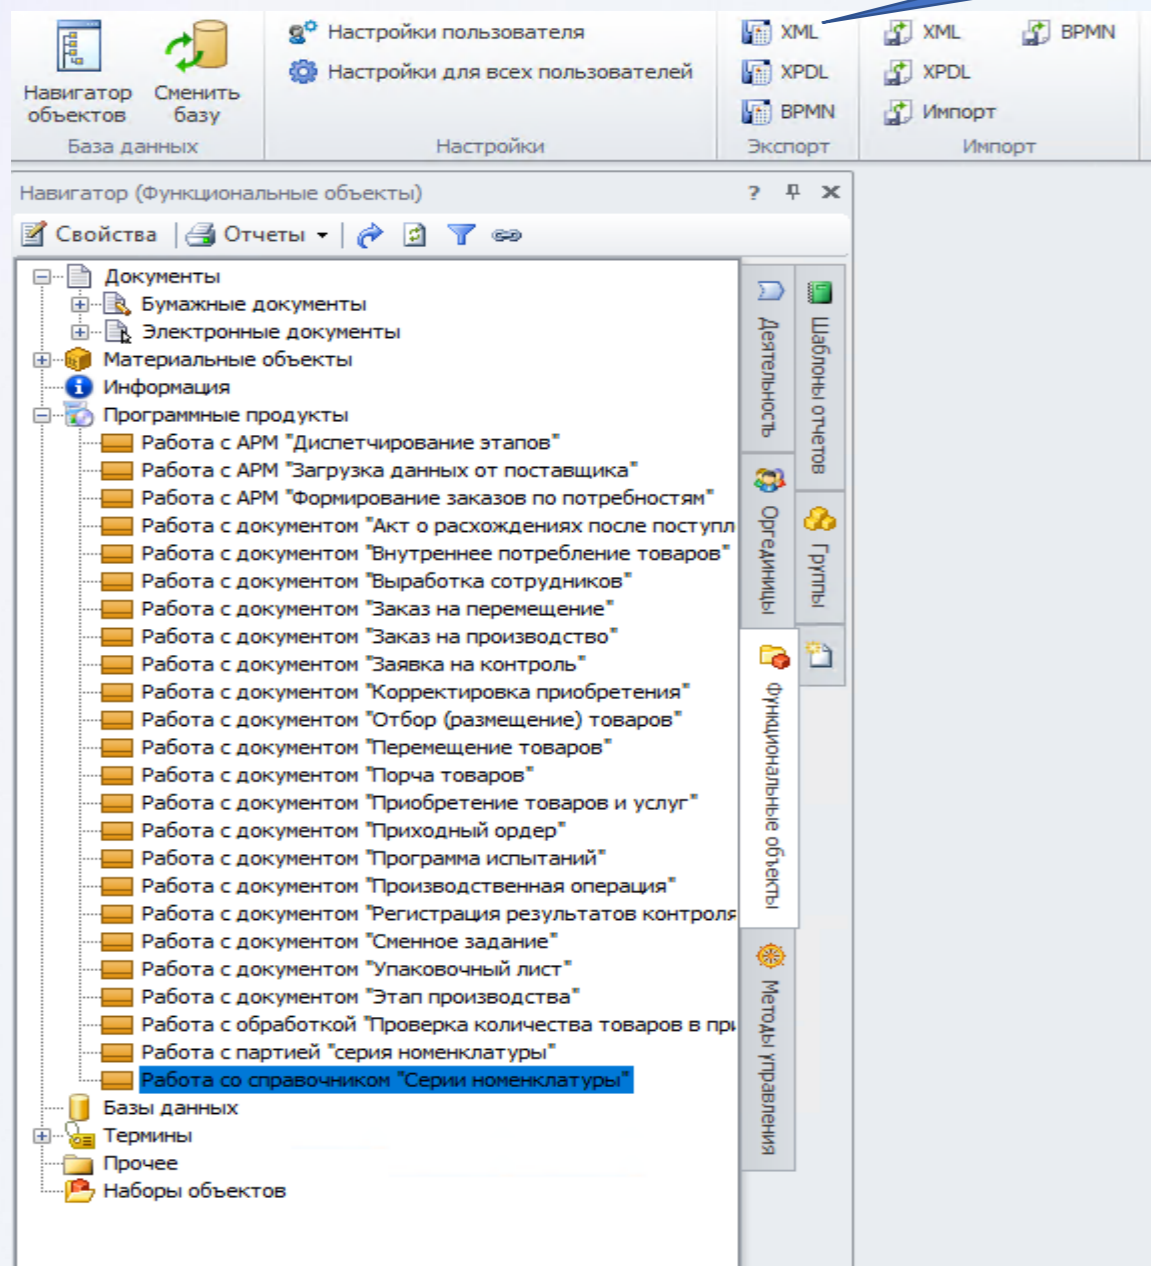 Навигатор объектов
Сменить базу
База данных
Настройки пользователя
Настройки для всех пользователей
Настройки
XML
XPDL
BPMN
Экспорт
XML
BPMN
XPDL
Импорт
Импорт
Навигатор (Функциональные объекты)
?
Свойства
Отчеты
Документы
Бумажные документы
Электронные документы
Материальные объекты
Информация
Программные продукты
Работа с АРМ "Диспетчирование этапов"
Работа с АРМ "Загрузка данных от поставщика"
Работа с АРМ "Формирование заказов по потребностям"
Работа с документом "Акт о расхождениях после поступл
Работа с документом "Внутреннее потребление товаров"
Работа с документом "Выработка сотрудников"
Работа с документом "Заказ на перемещение"
Работа с документом "Заказ на производство"
Работа с документом "Заявка на контроль"
Работа с документом "Корректировка приобретения"
Работа с документом "Отбор (размещение) товаров"
Работа с документом "Перемещение товаров"
Работа с документом "Порча товаров"
Работа с документом "Приобретение товаров и услуг"
Работа с документом "Приходный ордер"
Работа с документом "Программа испытаний"
Работа с документом "Производственная операция"
Работа с документом "Регистрация результатов контроля
Работа с документом "Сменное задание"
Работа с документом "Упаковочный лист"
Работа с документом "Этап производства"
Работа с обработкой "Проверка количества товаров в при
Работа с партией "серия номенклатуры"
Работа со справочником "Серии номенклатуры"
Базы данных
Термины
Прочее
Наборы объектов
Деятельность
Оргединицы
Функциональные объекты
Методы управления
Шаблоны отчетов
Группы